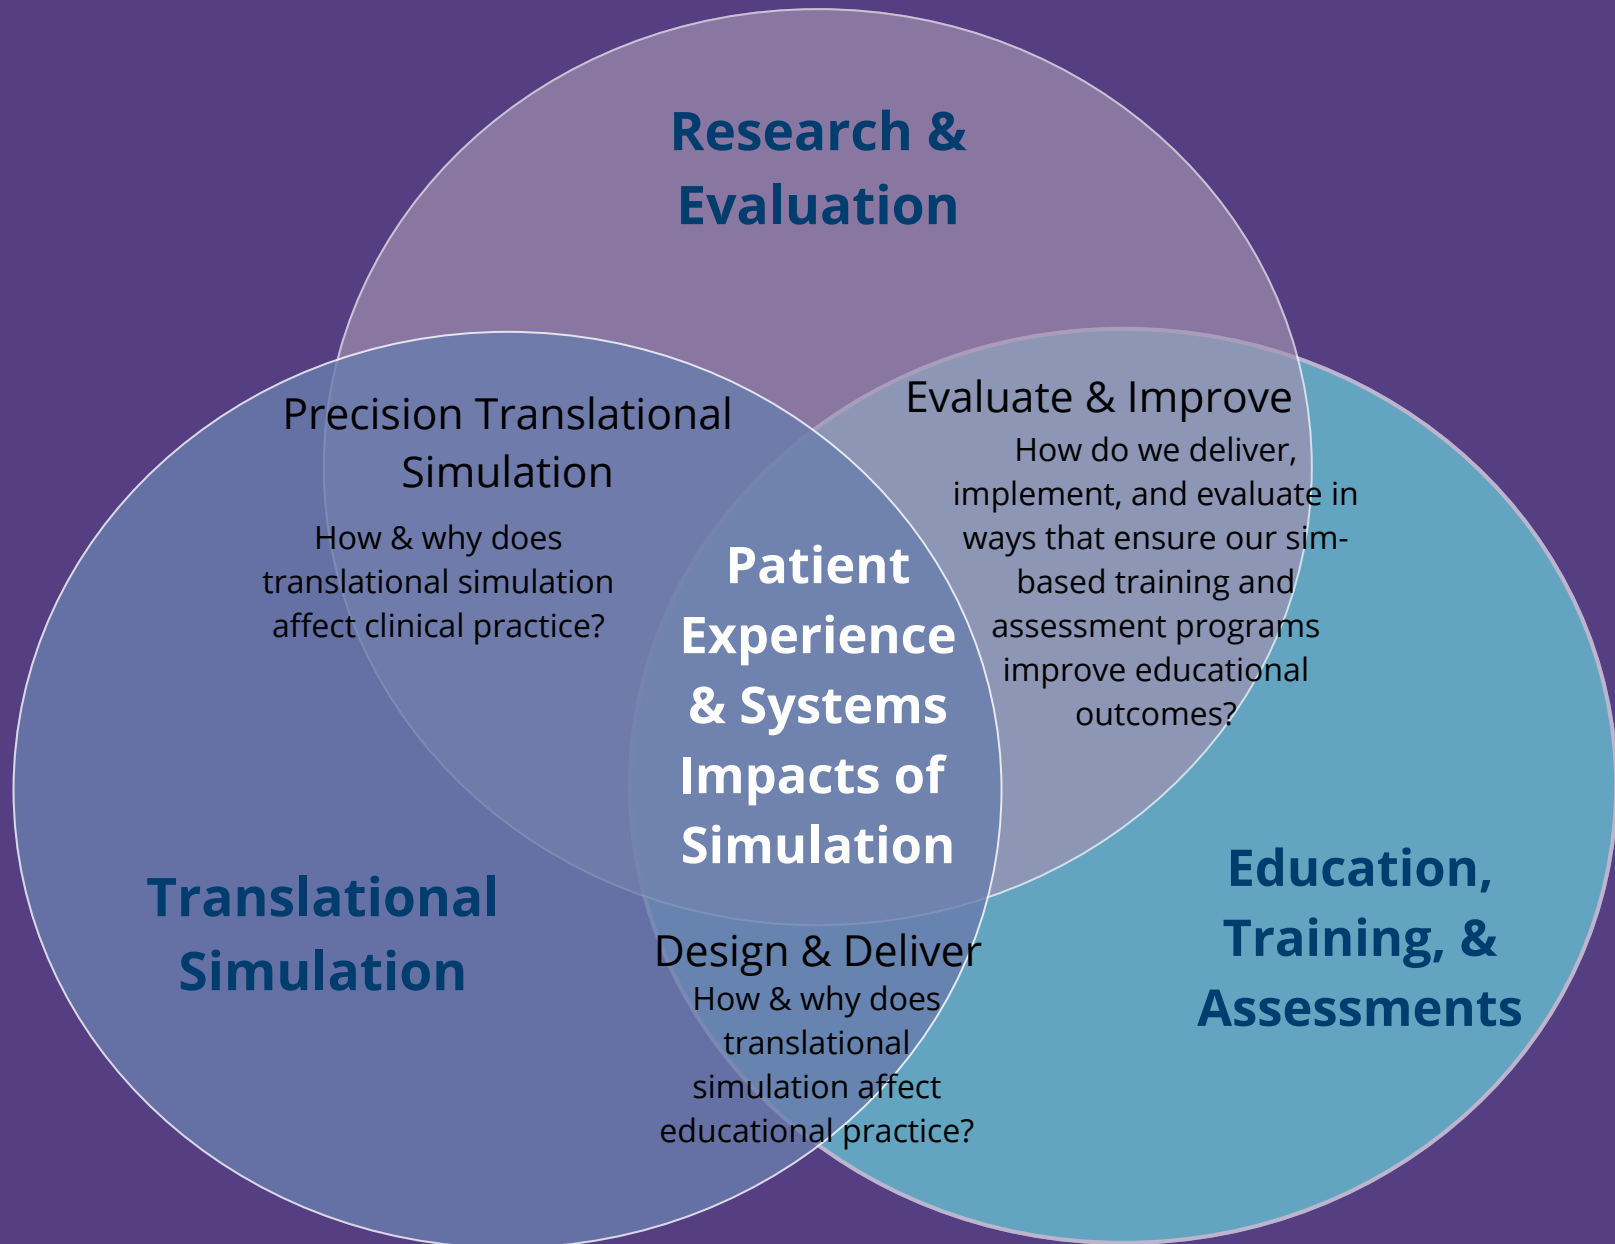 Research &
Evaluation
Precision Translational
Simulation
How & why does
translational simulation
affect clinical practice?
Evaluate & Improve
How do we deliver,
implement, and evaluate in
ways that ensure our sim-
based training and
assessment programs
improve educational
outcomes?
Patient
Experience
& Systems
Impacts of
Simulation
Translational
Simulation
Education,
Training, &
Assessments
Design & Deliver
How & why does
translational
simulation affect
educational practice?